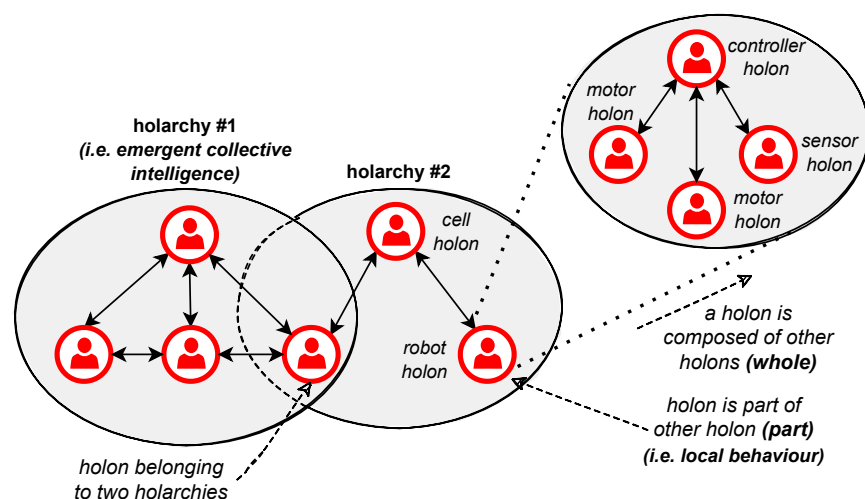 controller
holon
motor
holon
sensor
holon
motor
holon
holarchy #1
(i.e. emergent collective
intelligence)
holarchy #2
cell
holon
robot
holon
a holon is
composed of other
holons (whole)
holon is part of
other holon (part)
(i.e. local behaviour)
holon belonging
to two holarchies